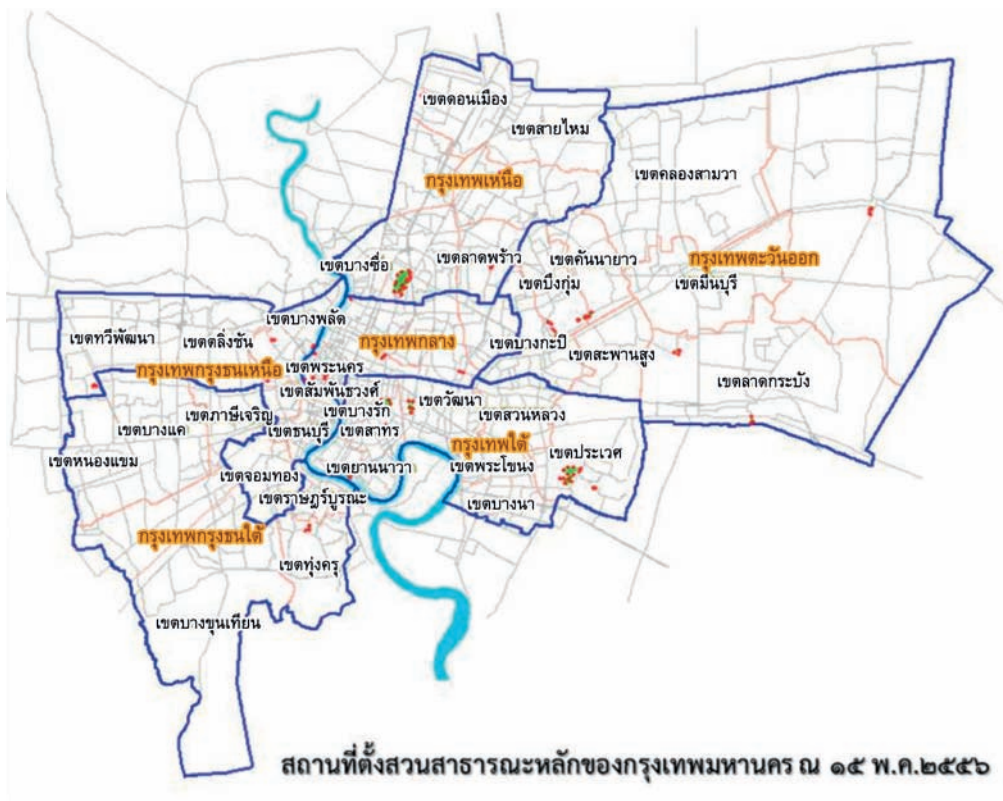 เขตดอนเมือง
เขตสายไหม
เขตคลองสามวา
กรุงเทพเหนือ
เขตบางซื่อ
เขตลาดพร้าว
เขตคันนายาว
กรุงเทพตะวันออก
เขตบึงกุ่ม
เขตมีนบุรี
เขตบางพลัด
เขตทวีพัฒนา
เขตตลิ่งชัน
กรุงเทพกลาง
เขตบางกะปิ
เขตสะพานสูง
กรุงเทพกรุงธนเหนือ
เขตพระนคร
เขตลาดกระบัง
เขตสัมพันธวงศ์
เขตวัฒนา
เขตภาษีเจริญ
เขตบางรัก
เขตสวนหลวง
เขตบางแค
เขตธนบุรี
เขตสาทร
กรุงเทพใต้
เขตหนองแขม
เขตประเวศ
เขตจอมทอง
เขตยานนาวา
เขตพระโขนง
เขตราษฎร์บูรณะ
เขตบางนา
กรุงเทพกรุงธนใต้
เขตทุ่งครุ
เขตบางขุนเทียน
สถานที่ตั้งสวนสาธารณะหลักของกรุงเทพมหานคร ณ ๑๕ พ.ค.๒๕๕๖